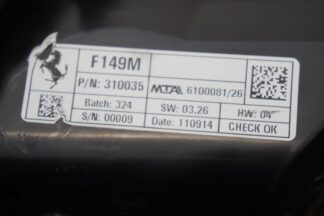 F149M
P/N: 310035
MTA 6100081/26
Batch: 324
SW: 03.26
HW: 04
S/N: 00009
Date: 110914
CHECK OK